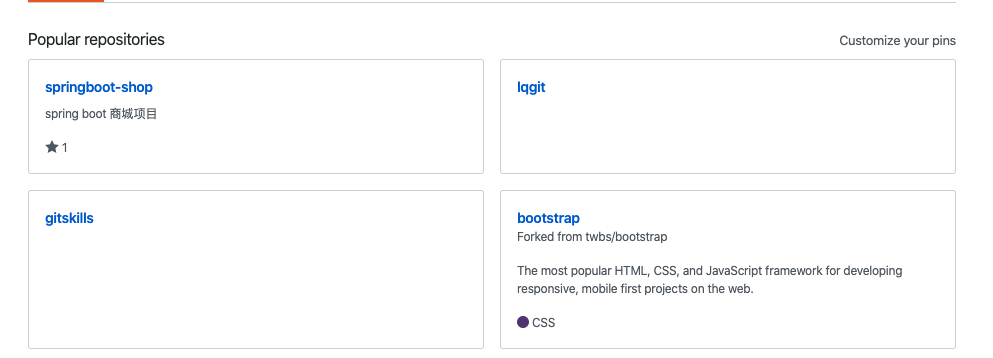 Popular repositories
Customize your pins
springboot-shop
spring boot 商城项目
1
lqgit
gitskills
bootstrap
Forked from twbs/bootstrap
The most popular HTML, CSS, and JavaScript framework for developing
responsive, mobile first projects on the web.
CSS